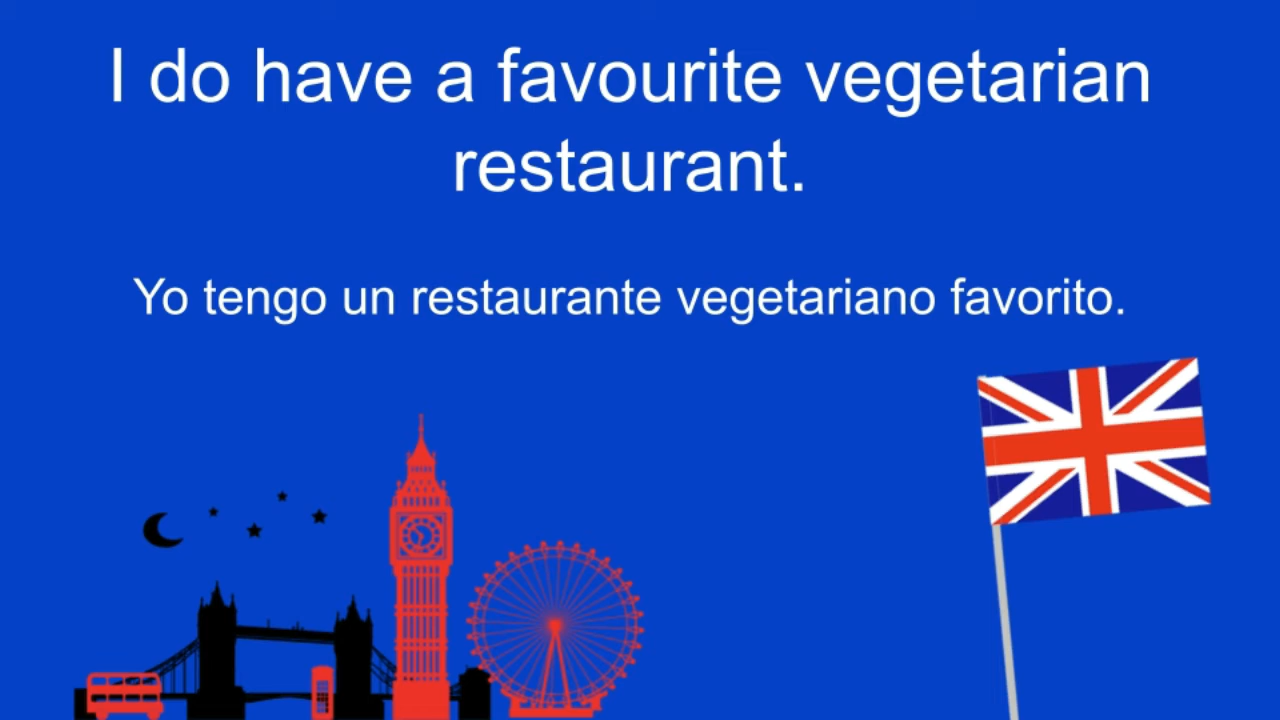 I do have a favourite vegetarian
restaurant.
Yo tengo un restaurante vegetariano favorito.